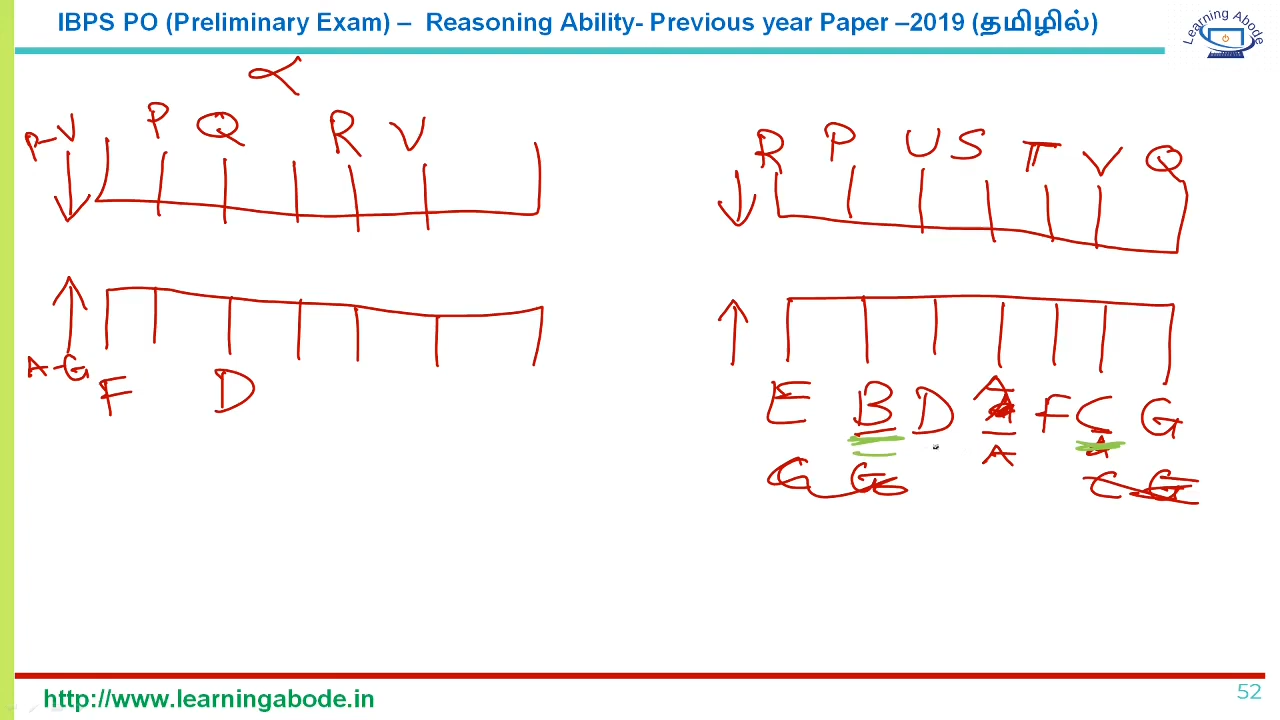 IBPS PO (Preliminary Exam) – Reasoning Ability- Previous year Paper –2019 (தமிழில்)
Learning Abode
P-V P Q R V
R P U S T V Q
A-G F D
E B D A F C G
A
G G C G
http://www.learningabode.in
52